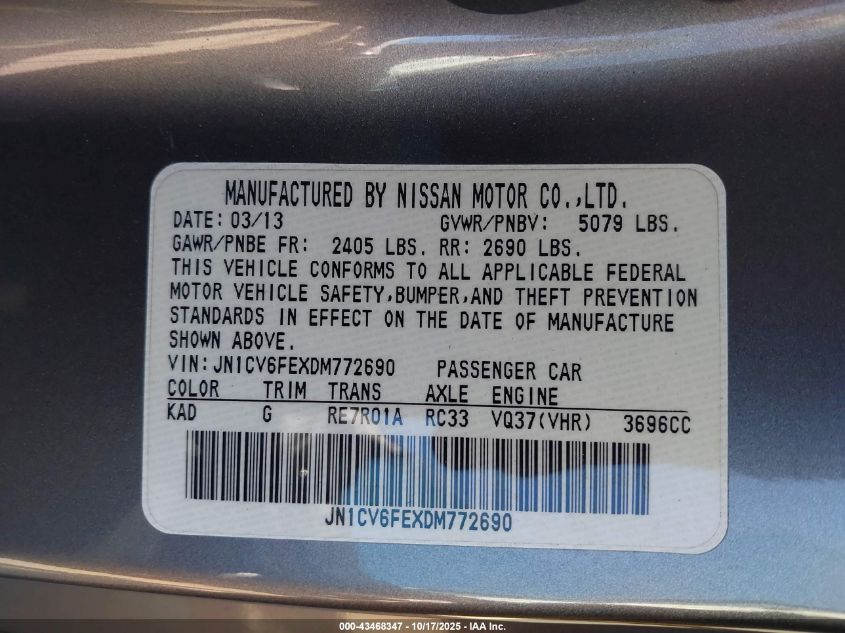 MANUFACTURED BY NISSAN MOTOR CO.,LTD.
DATE: 03/13 GVWR/PNBV: 5079 LBS.
GAWR/PNBE FR: 2405 LBS. RR: 2690 LBS.
THIS VEHICLE CONFORMS TO ALL APPLICABLE FEDERAL
MOTOR VEHICLE SAFETY,BUMPER,AND THEFT PREVENTION
STANDARDS IN EFFECT ON THE DATE OF MANUFACTURE
SHOWN ABOVE.
VIN:JN1CV6FEXDM772690 PASSENGER CAR
COLOR TRIM TRANS AXLE ENGINE
KAD G RE7R01A RC33 VQ37(VHR) 3696CC
JN1CV6FEXDM772690
000-43468347 - 10/17/2025 - IAA Inc.